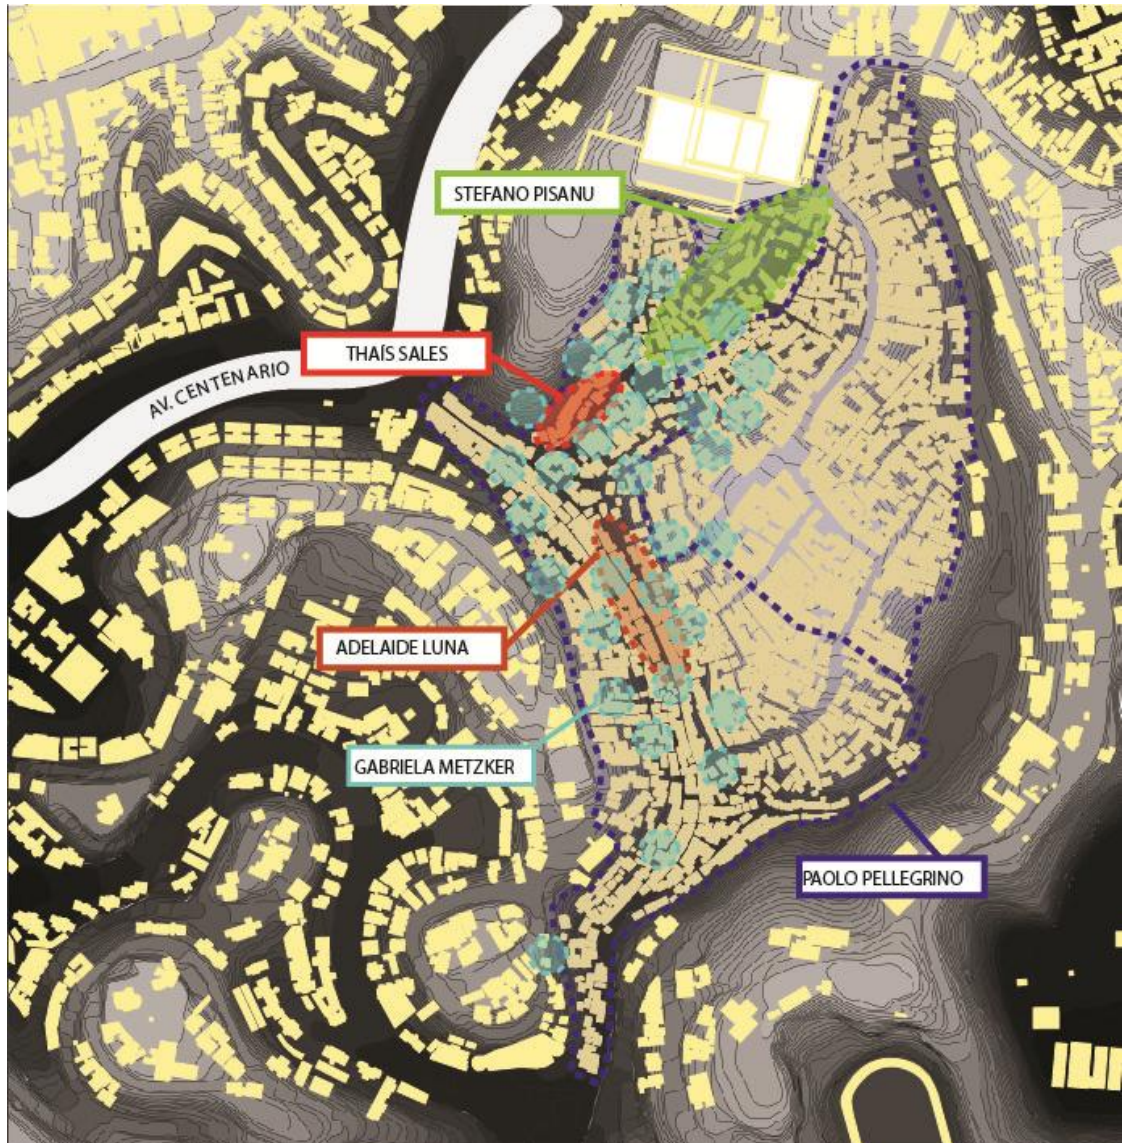 STEFANO PISANU
THAÍS SALES
AV. CENTENARIO
ADELAIDE LUNA
GABRIELA METZKER
PAOLO PELLEGRINO